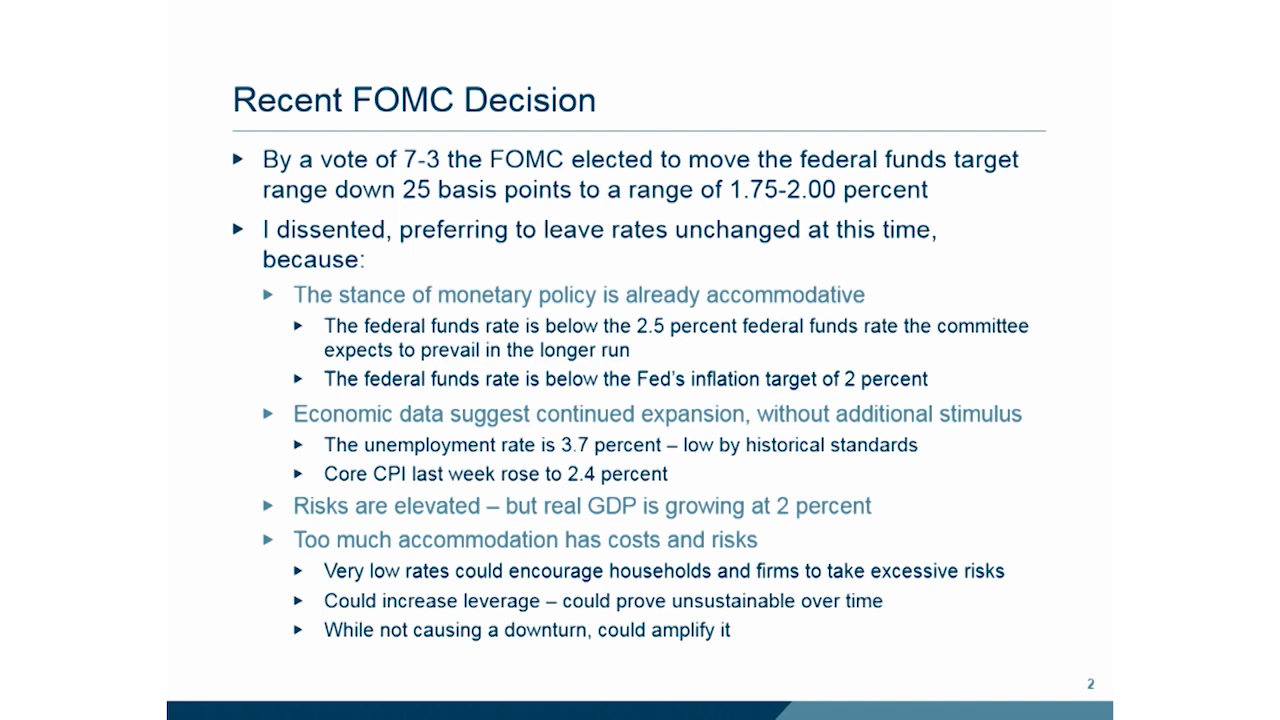 Recent FOMC Decision
By a vote of 7-3 the FOMC elected to move the federal funds target
range down 25 basis points to a range of 1.75-2.00 percent
I dissented, preferring to leave rates unchanged at this time,
because:
The stance of monetary policy is already accommodative
The federal funds rate is below the 2.5 percent federal funds rate the committee
expects to prevail in the longer run
The federal funds rate is below the Fed's inflation target of 2 percent
Economic data suggest continued expansion, without additional stimulus
The unemployment rate is 3.7 percent – low by historical standards
Core CPI last week rose to 2.4 percent
Risks are elevated – but real GDP is growing at 2 percent
Too much accommodation has costs and risks
Very low rates could encourage households and firms to take excessive risks
Could increase leverage – could prove unsustainable over time
While not causing a downturn, could amplify it
2